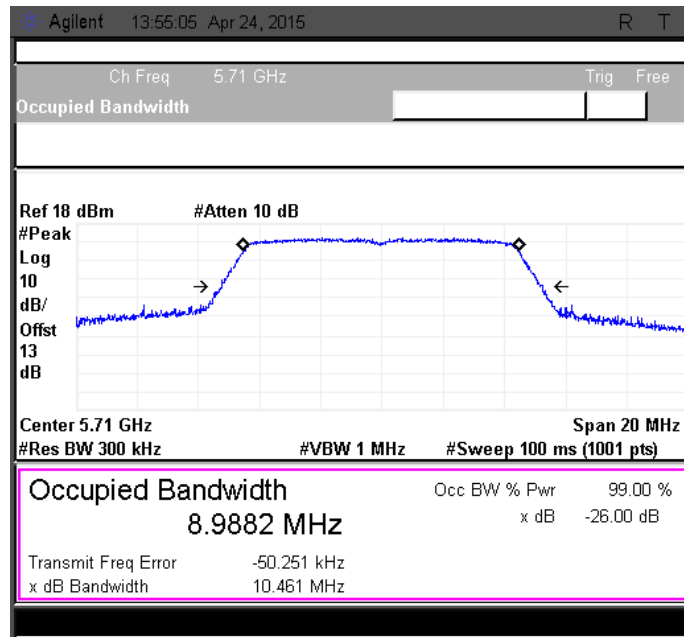 Agilent 13:55:05 Apr 24, 2015 R T
Ch Freq 5.71 GHz Trig Free
Occupied Bandwidth
Ref 18 dBm #Atten 10 dB
#Peak
Log
10
dB/
Offst
13
dB
Center 5.71 GHz Span 20 MHz
#Res BW 300 kHz #VBW 1 MHz #Sweep 100 ms (1001 pts)
Occupied Bandwidth Occ BW % Pwr 99.00 %
8.9882 MHz x dB -26.00 dB
Transmit Freq Error -50.251 kHz
x dB Bandwidth 10.461 MHz